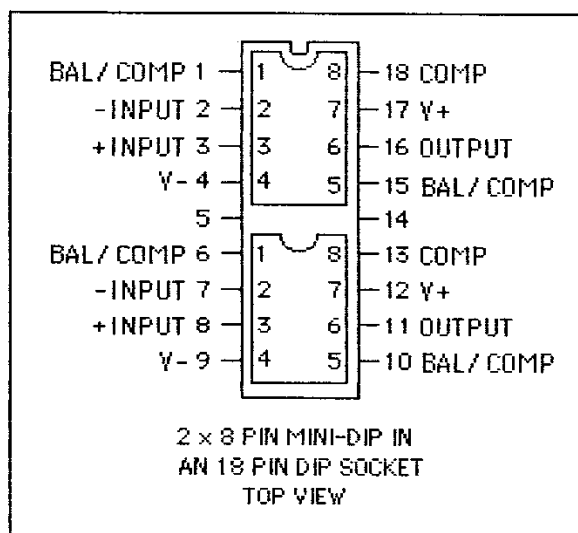 BAL/COMP 1 1 8 18 COMP
-INPUT 2 2 7 17 V+
+INPUT 3 3 6 16 OUTPUT
V- 4 4 5 15 BAL/COMP
5 14
BAL/COMP 6 1 8 13 COMP
-INPUT 7 2 7 12 V+
+INPUT 8 3 6 11 OUTPUT
V- 9 4 5 10 BAL/COMP
2 x 8 PIN MINI-DIP IN
AN 18 PIN DIP SOCKET
TOP VIEW